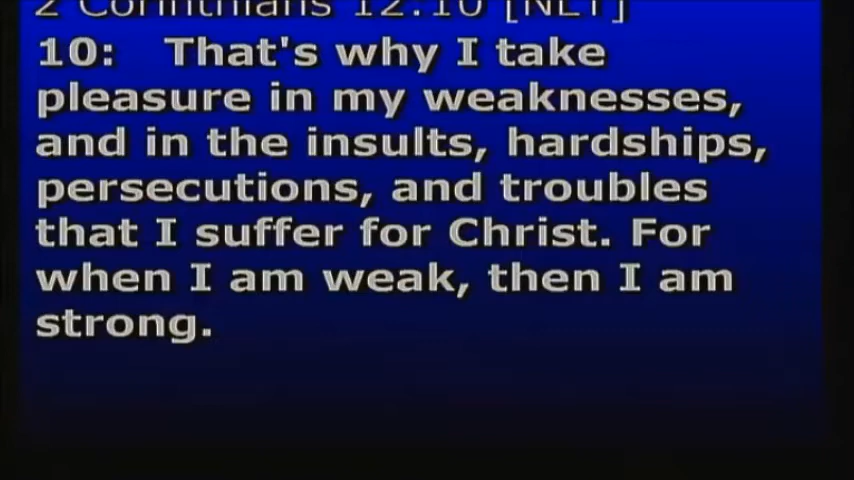 2 Corinthians 12:10 [NLT]
10: That's why I take
pleasure in my weaknesses,
and in the insults, hardships,
persecutions, and troubles
that I suffer for Christ. For
when I am weak, then I am
strong.